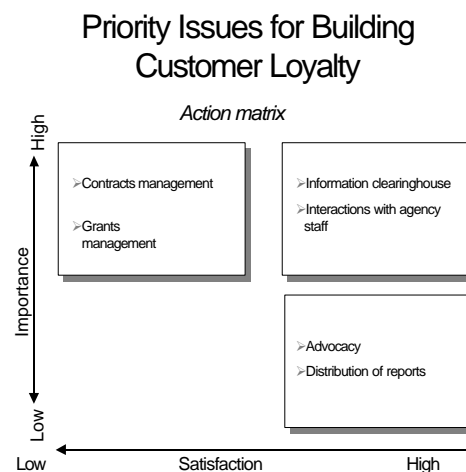 Priority Issues for Building
Customer Loyalty
Action matrix
High
Importance
Low
➢Contracts management
➢Grants
management
➢Information clearinghouse
➢Interactions with agency
staff
➢Advocacy
➢Distribution of reports
Low
Satisfaction
High